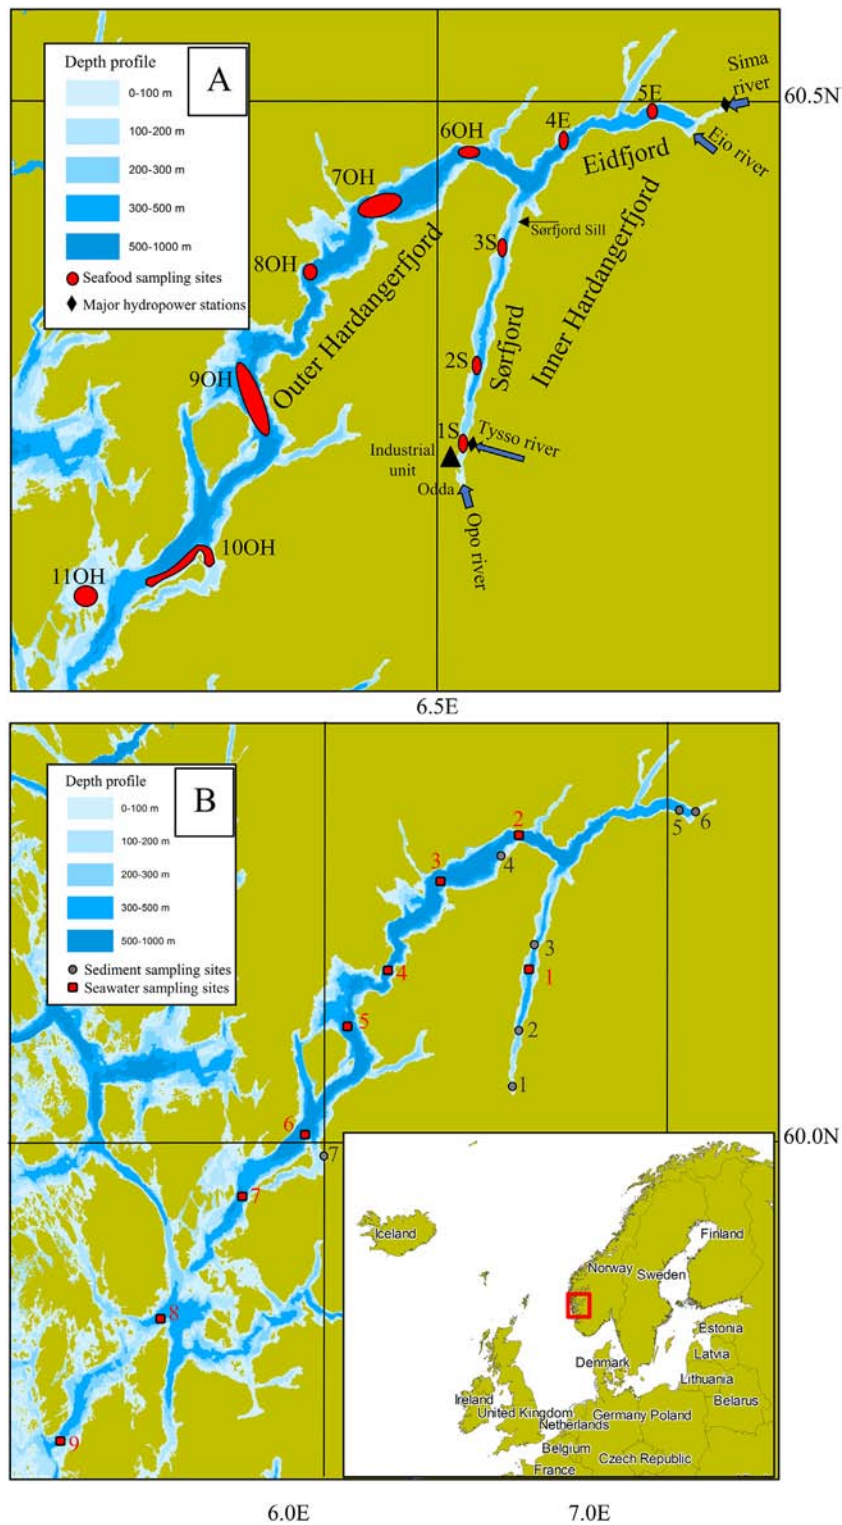 Depth profile
A
0-100 m
100-200 m
200-300 m
300-500 m
500-1000 m
Seafood sampling sites
Major hydropower stations
Sima
river
60.5N
5E
4E
6OH
Eidfjord
Eio river
7OH
Sørfjord Sill
3S
8OH
Outer Hardangerfjord
Inner Hardangerfjord
Sørfjord
9OH
2S
1S
Tysso river
Industrial
unit
Odda
Opo river
10OH
11OH
6.5E
Depth profile
B
0-100 m
100-200 m
200-300 m
300-500 m
500-1000 m
Sediment sampling sites
Seawater sampling sites
2
5
6
4
3
3
4
1
5
2
1
6
7
60.0N
7
8
9
Iceland
Finland
Norway
Sweden
Estonia
Latvia
Denmark
Lithuania
Ireland
United Kingdom
Belarus
Netherlands
Germany
Poland
Belgium
Czech Republic
France
6.0E
7.0E